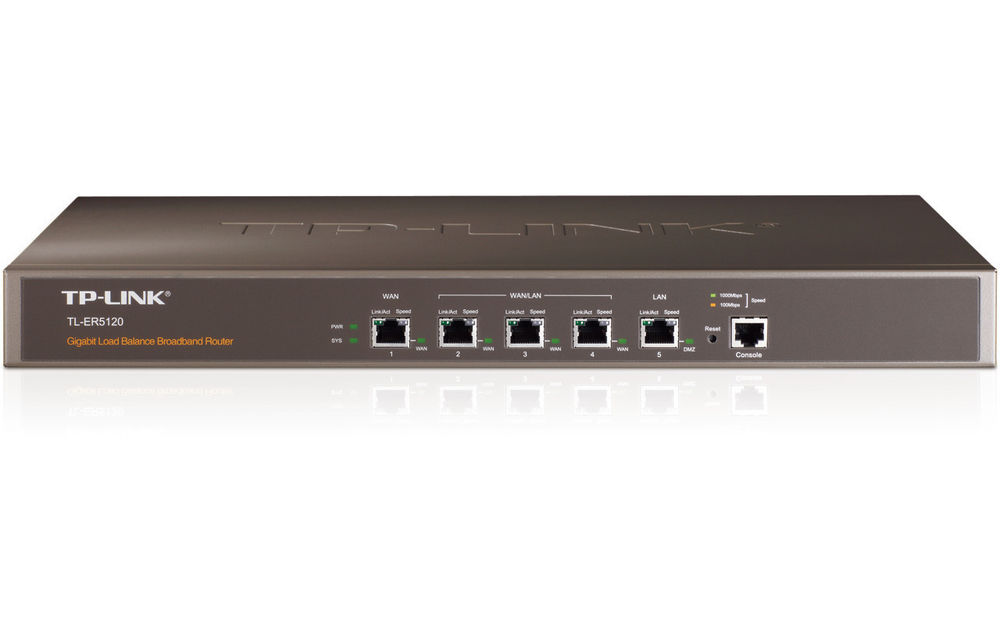 TP-LINK®
TP-LINK®
TL-ER5120
Gigabit Load Balance Broadband Router
PWR
SYS
WAN
Link/Act Speed
1
WAN
WAN/LAN
Link/Act Speed
2
WAN
Link/Act Speed
3
WAN
Link/Act Speed
4
WAN
LAN
Link/Act Speed
5
DMZ
1000Mbps
100Mbps
Speed
Reset
Console